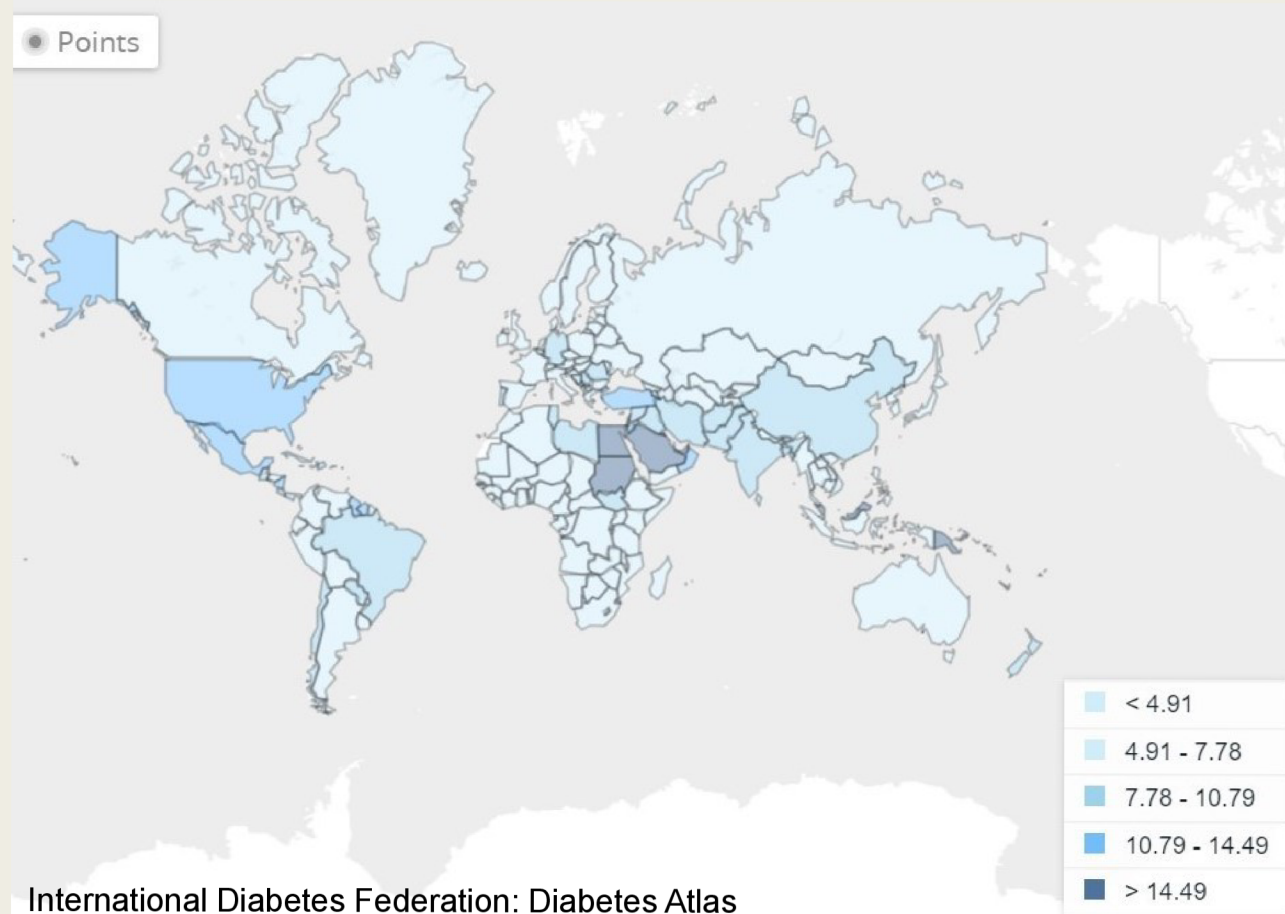 Points
< 4.91
4.91 - 7.78
7.78 - 10.79
10.79 - 14.49
> 14.49
International Diabetes Federation: Diabetes Atlas